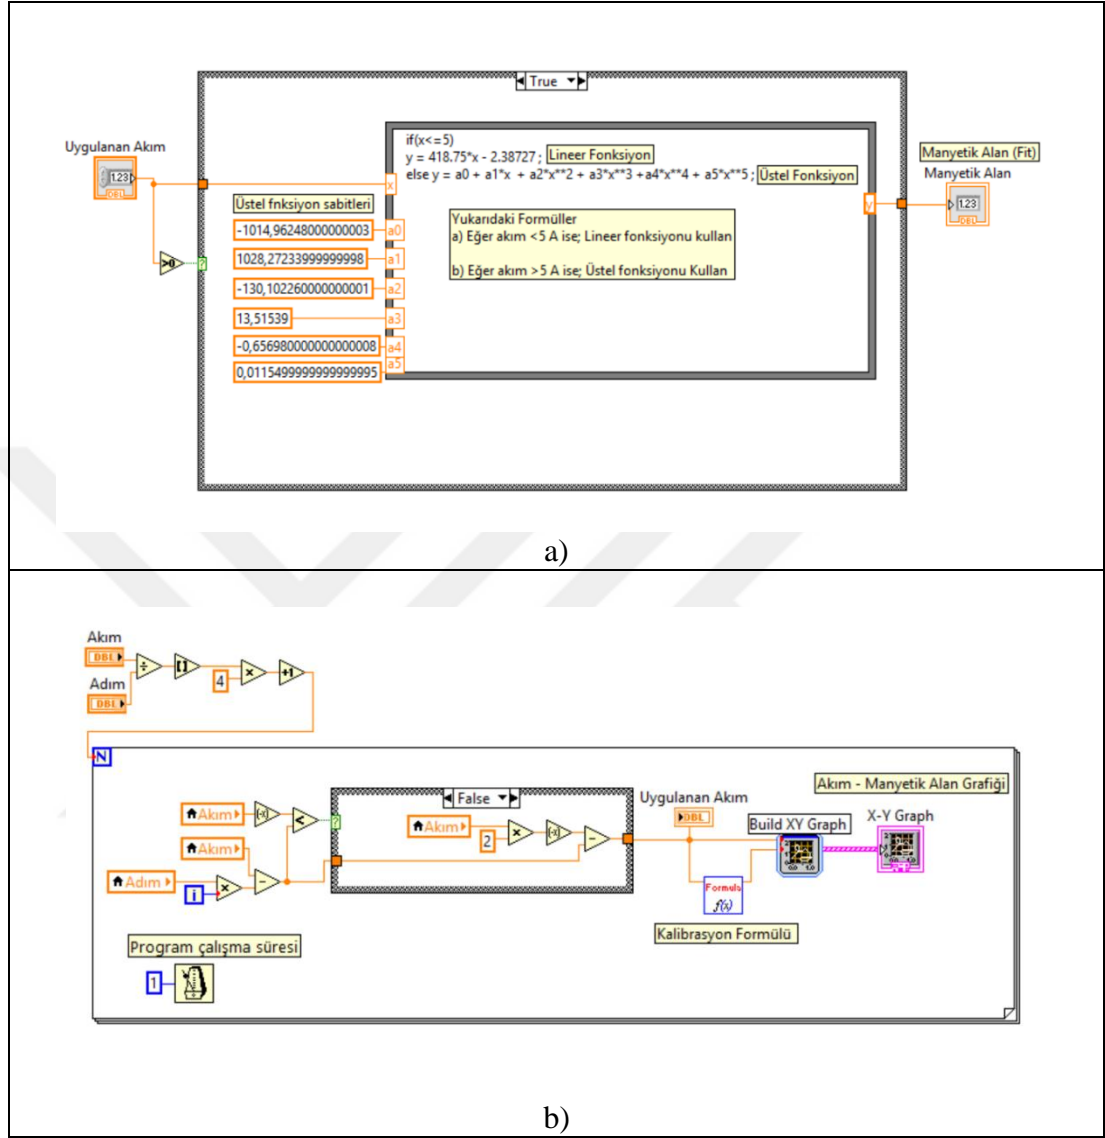 True
Uygulanan Akım
1.23
DBL
>0
?
if(x<=5)
y = 418.75*x - 2.38727 ; Lineer Fonksiyon
else y = a0 + a1*x + a2*x**2 + a3*x**3 +a4*x**4 + a5*x**5 ; Üstel Fonksiyon
x
Üstel fnksiyon sabitleri
-1014,96248000000003 a0
1028,27233999999998 a1
-130,102260000000001 a2
13,51539 a3
-0,656980000000000008 a4
0,0115499999999999995 a5
Yukarıdaki Formüller
a) Eğer akım <5 A ise; Lineer fonksiyonu kullan
b) Eğer akım >5 A ise; Üstel fonksiyonu Kullan
y
Manyetik Alan (Fit)
Manyetik Alan
1.23
DBL
a)
Akım
DBL
Adım
DBL
÷
[ ]
4
×
+1
N
Akım
(-x)
<
Akım
Adım
i
×
-
False
?
Akım
2
×
(-x)
-
Uygulanan Akım
DBL
Akım - Manyetik Alan Grafiği
Build XY Graph
X-Y Graph
Formula
f(x)
Kalibrasyon Formülü
Program çalışma süresi
1
b)